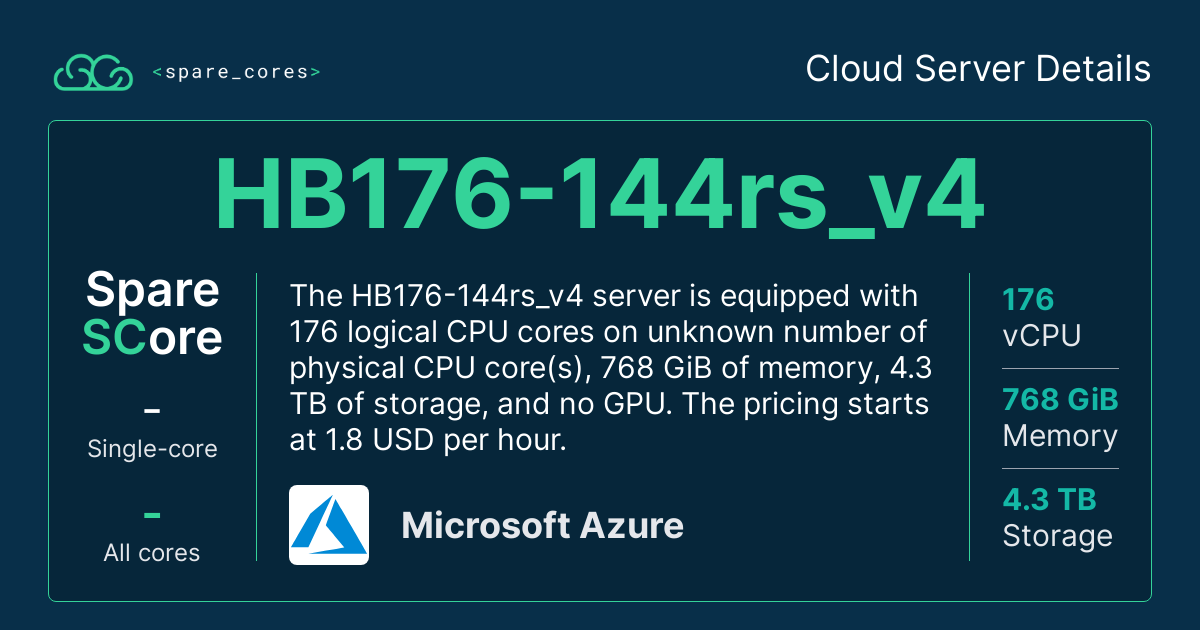 <spare_cores>
Cloud Server Details
HB176-144rs_v4
Spare
SCore
-
Single-core
-
All cores
The HB176-144rs_v4 server is equipped with
176 logical CPU cores on unknown number of
physical CPU core(s), 768 GiB of memory, 4.3
TB of storage, and no GPU. The pricing starts
at 1.8 USD per hour.
Microsoft Azure
176
vCPU
768 GiB
Memory
4.3 TB
Storage